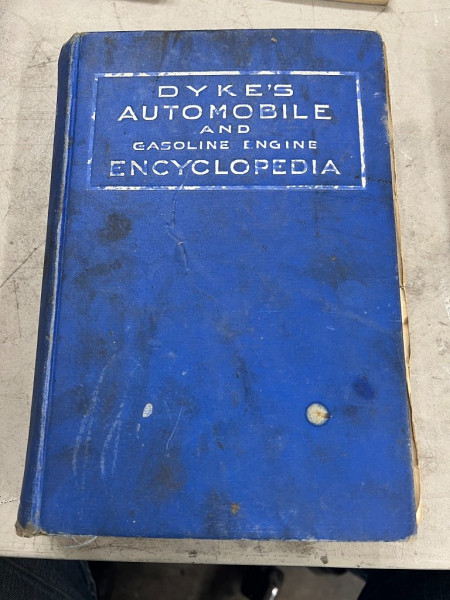 DYKE'S
AUTOMOBILE
AND
GASOLINE ENGINE
ENCYCLOPEDIA